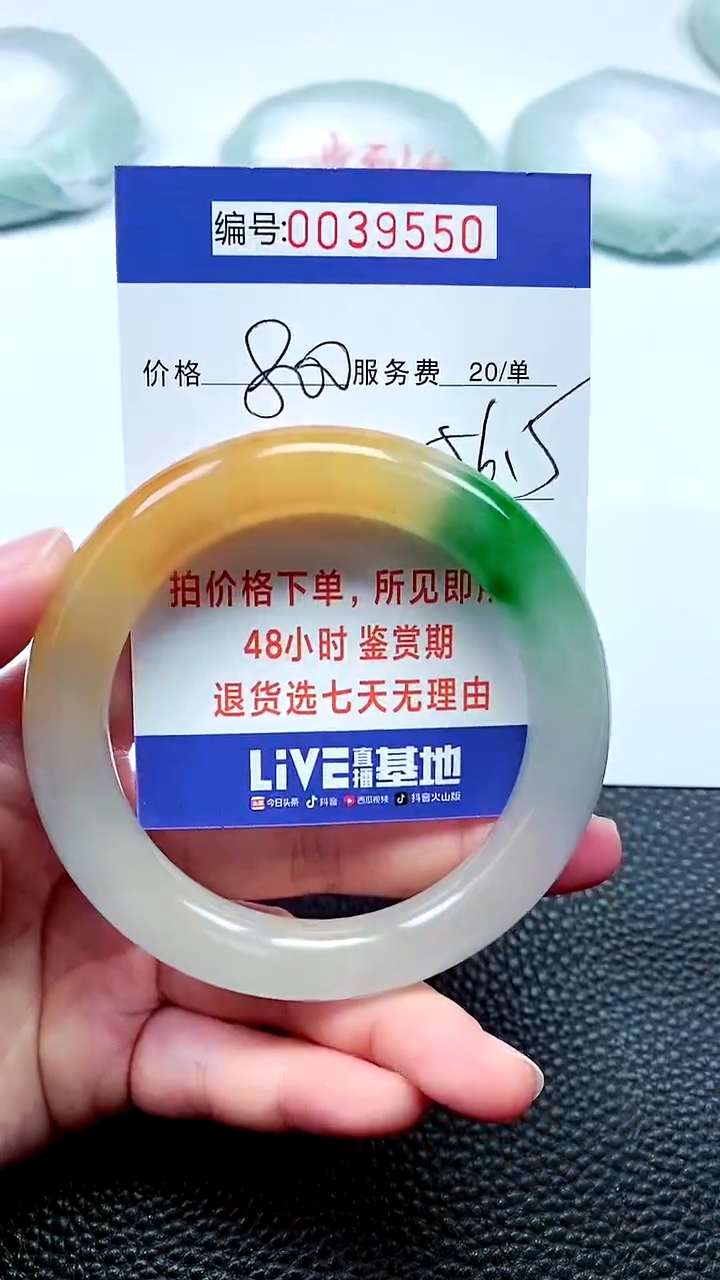 编号:0039550
价格 800 服务费 20/单
56.5
拍价格下单，所见即所
48小时 鉴赏期
退货选七天无理由
LiVE直播基地
今日头条 抖音 西瓜视频 抖音火山版